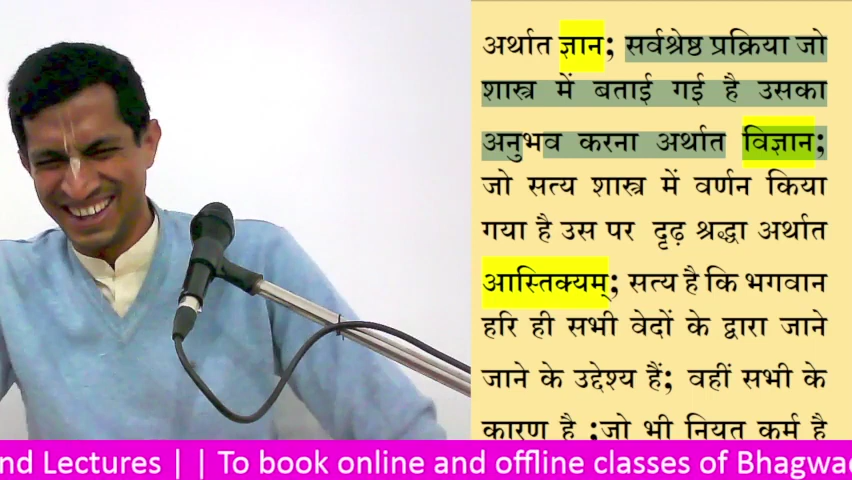 अर्थात ज्ञान; सर्वश्रेष्ठ प्रक्रिया जो
शास्त्र में बताई गई है उसका
अनुभव करना अर्थात विज्ञान;
जो सत्य शास्त्र में वर्णन किया
गया है उस पर दृढ़ श्रद्धा अर्थात
आस्तिक्यम्; सत्य है कि भगवान
हरि ही सभी वेदों के द्वारा जाने
जाने के उद्देश्य हैं; वहीं सभी के
कारण है ;जो भी नियत कर्म है
nd Lectures | | To book online and offline classes of Bhagwad